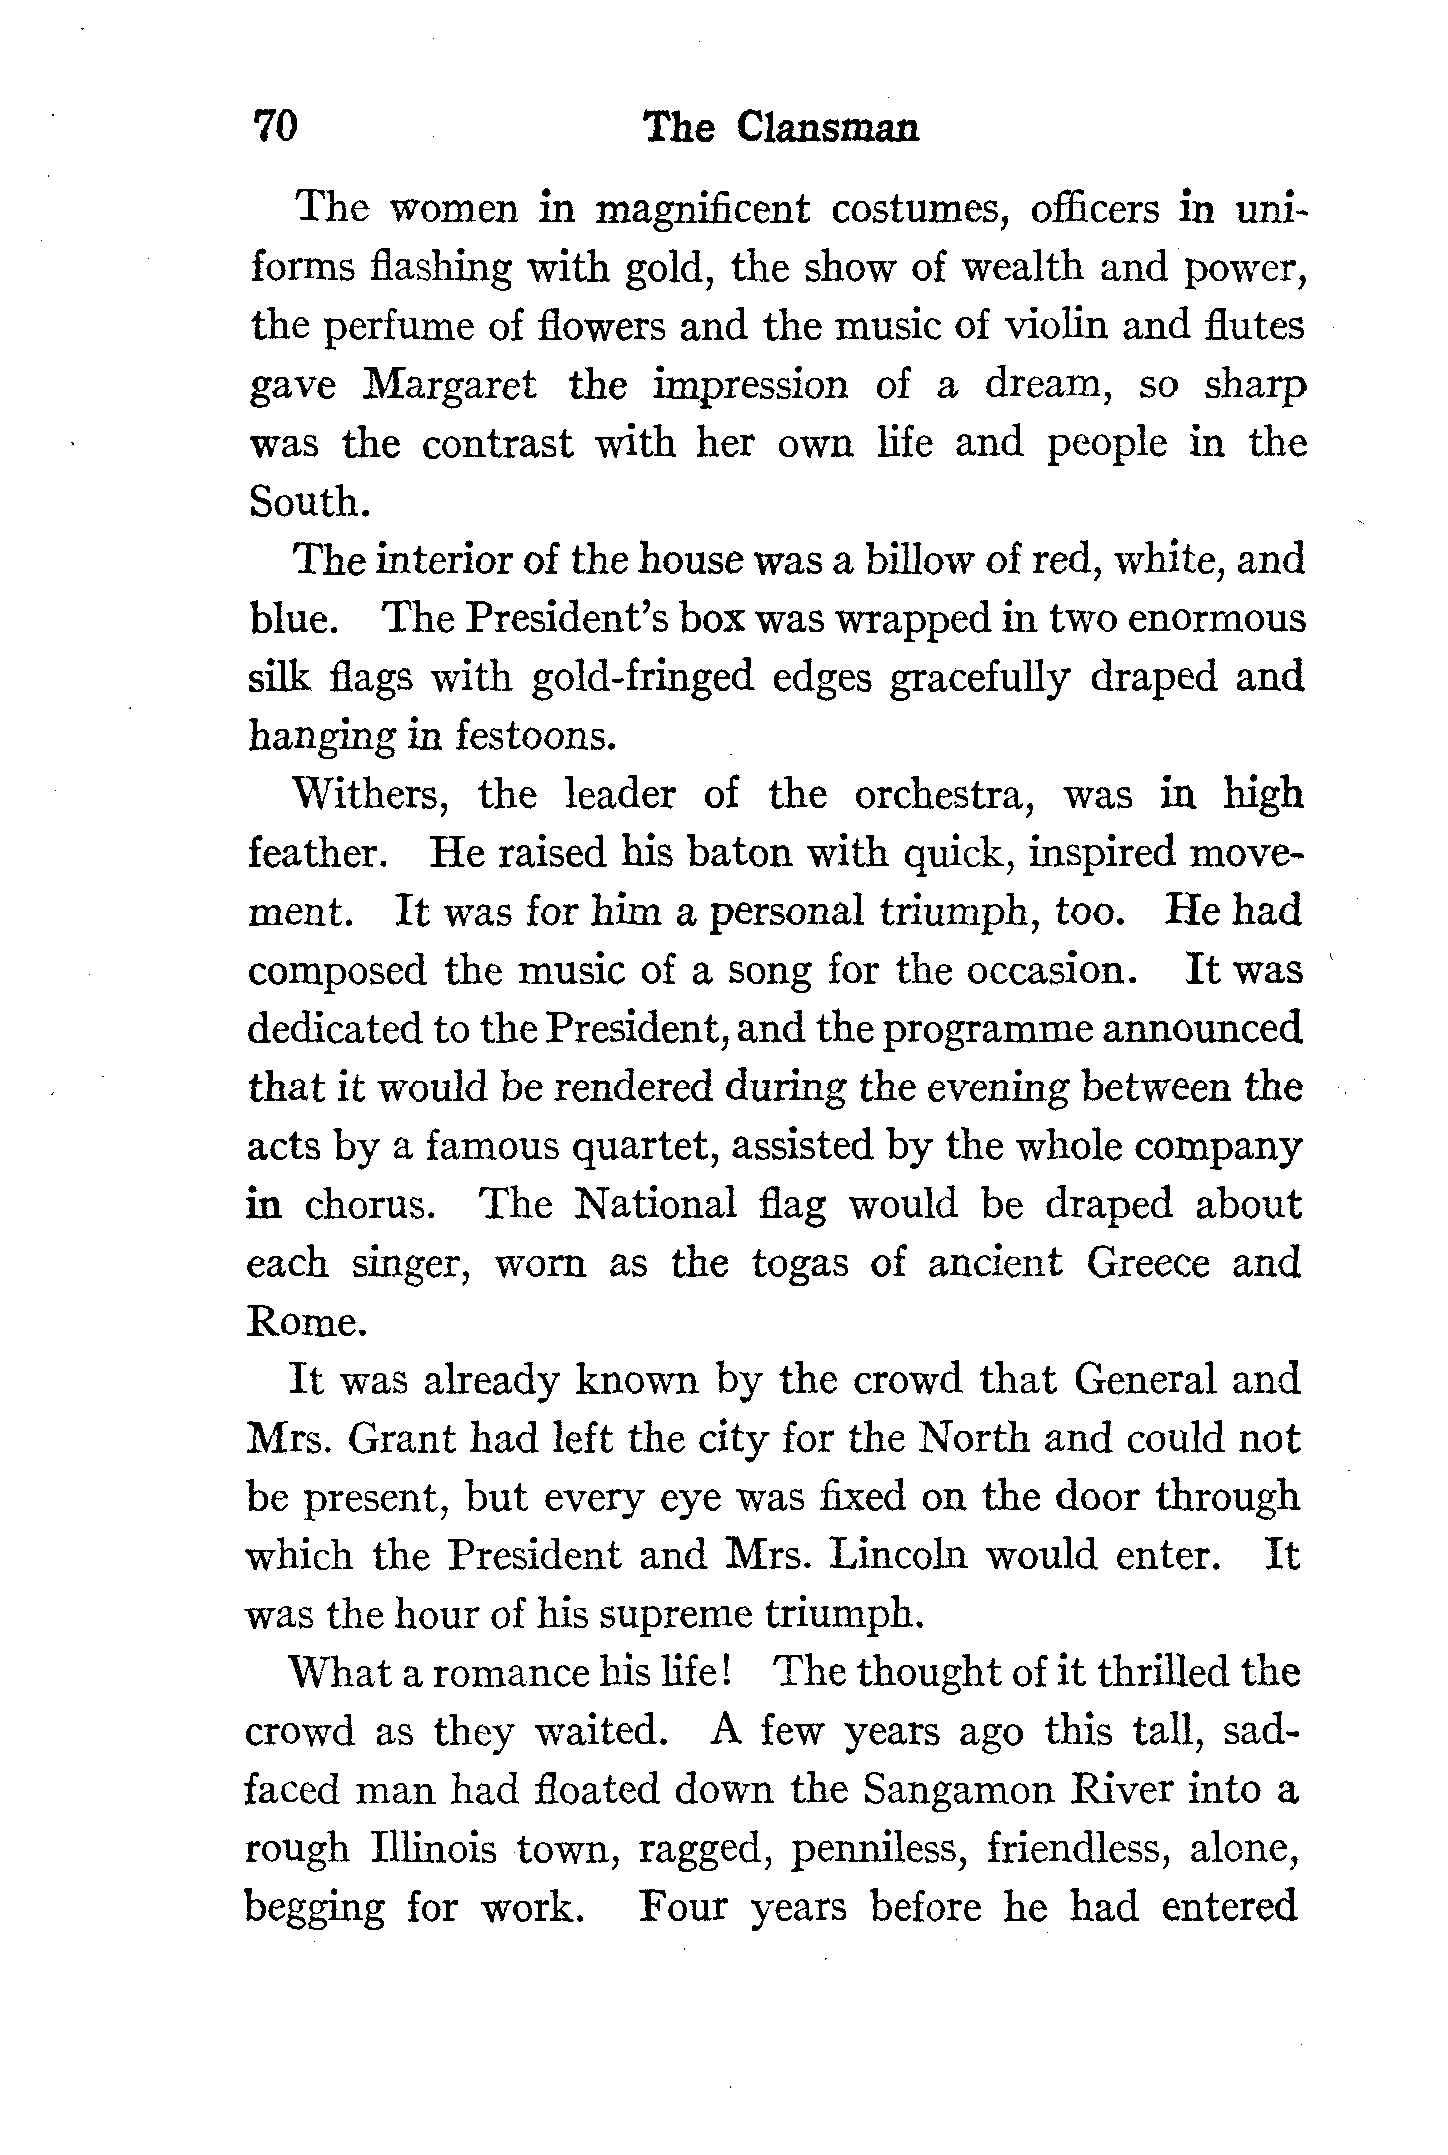 70 The Clansman
The women in magnificent costumes, officers in uni-
forms flashing with gold, the show of wealth and power,
the perfume of flowers and the music of violin and flutes
gave Margaret the impression of a dream, so sharp
was the contrast with her own life and people in the
South.
The interior of the house was a billow of red, white, and
blue. The President's box was wrapped in two enormous
silk flags with gold-fringed edges gracefully draped and
hanging in festoons.
Withers, the leader of the orchestra, was in high
feather. He raised his baton with quick, inspired move-
ment. It was for him a personal triumph, too. He had
composed the music of a song for the occasion. It was
dedicated to the President, and the programme announced
that it would be rendered during the evening between the
acts by a famous quartet, assisted by the whole company
in chorus. The National flag would be draped about
each singer, worn as the togas of ancient Greece and
Rome.
It was already known by the crowd that General and
Mrs. Grant had left the city for the North and could not
be present, but every eye was fixed on the door through
which the President and Mrs. Lincoln would enter. It
was the hour of his supreme triumph.
What a romance his life! The thought of it thrilled the
crowd as they waited. A few years ago this tall, sad-
faced man had floated down the Sangamon River into a
rough Illinois town, ragged, penniless, friendless, alone,
begging for work. Four years before he had entered